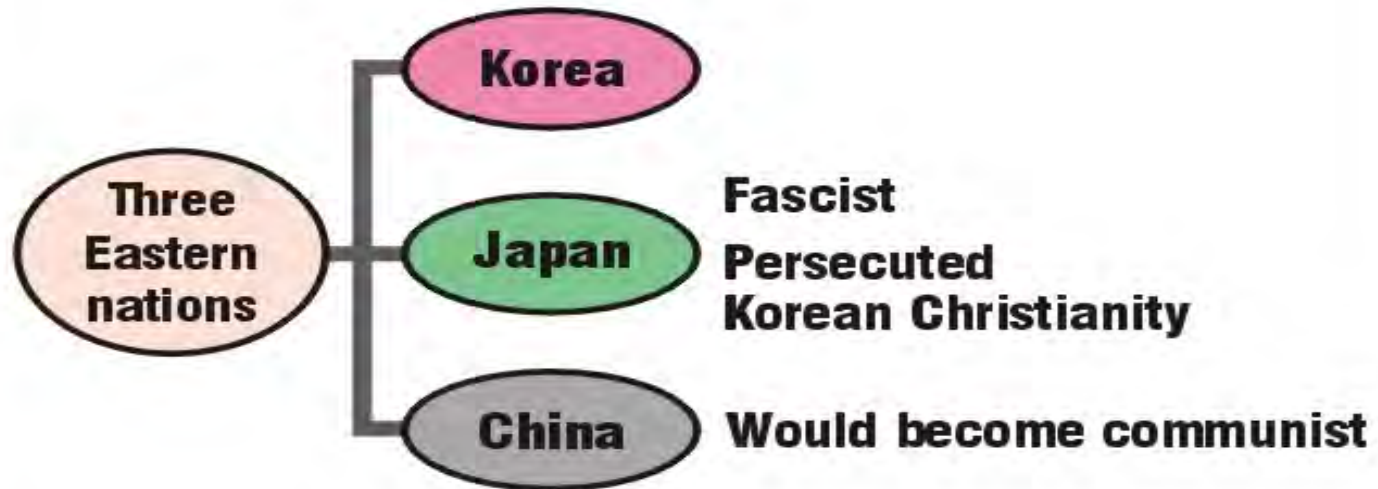 Korea
Three
Eastern
nations
Japan
Fascist
Persecuted
Korean Christianity
China
Would become communist